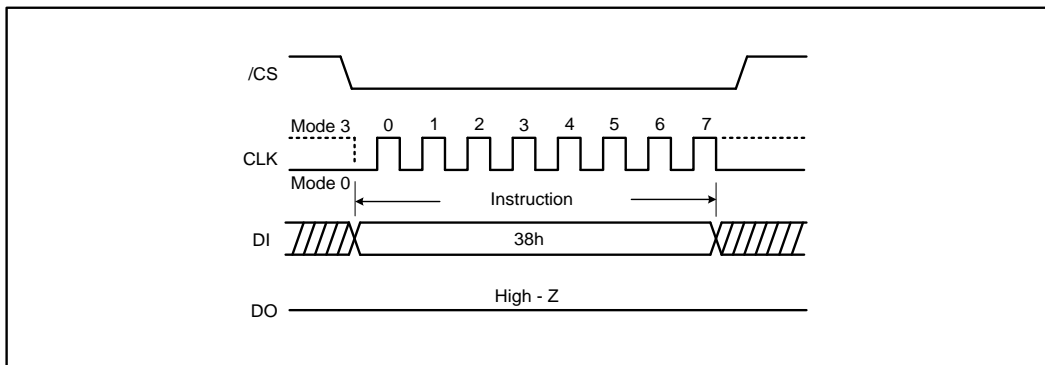 /CS
Mode 3 0 1 2 3 4 5 6 7
CLK
Mode 0
Instruction
DI 38h
High - Z
DO